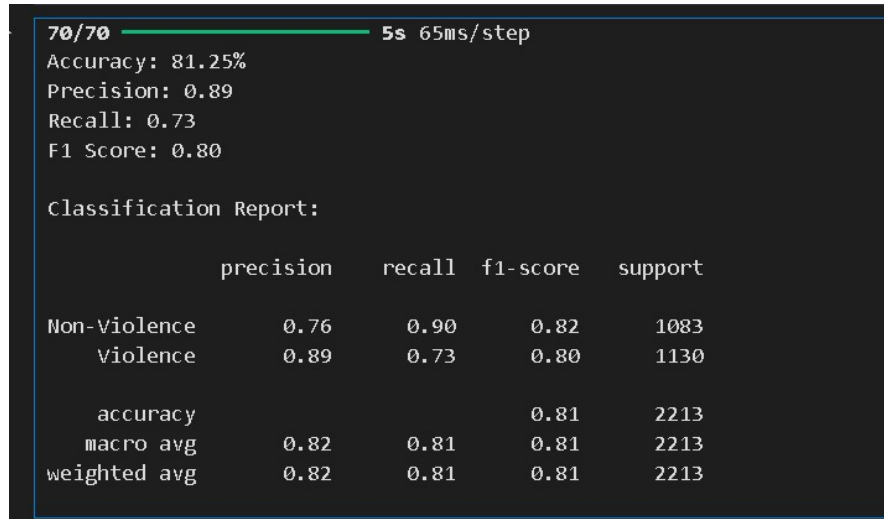 70/70 5s 65ms/step
Accuracy: 81.25%
Precision: 0.89
Recall: 0.73
F1 Score: 0.80
Classification Report:
precision recall f1-score support
Non-Violence 0.76 0.90 0.82 1083
Violence 0.89 0.73 0.80 1130
accuracy 0.81 2213
macro avg 0.82 0.81 0.81 2213
weighted avg 0.82 0.81 0.81 2213